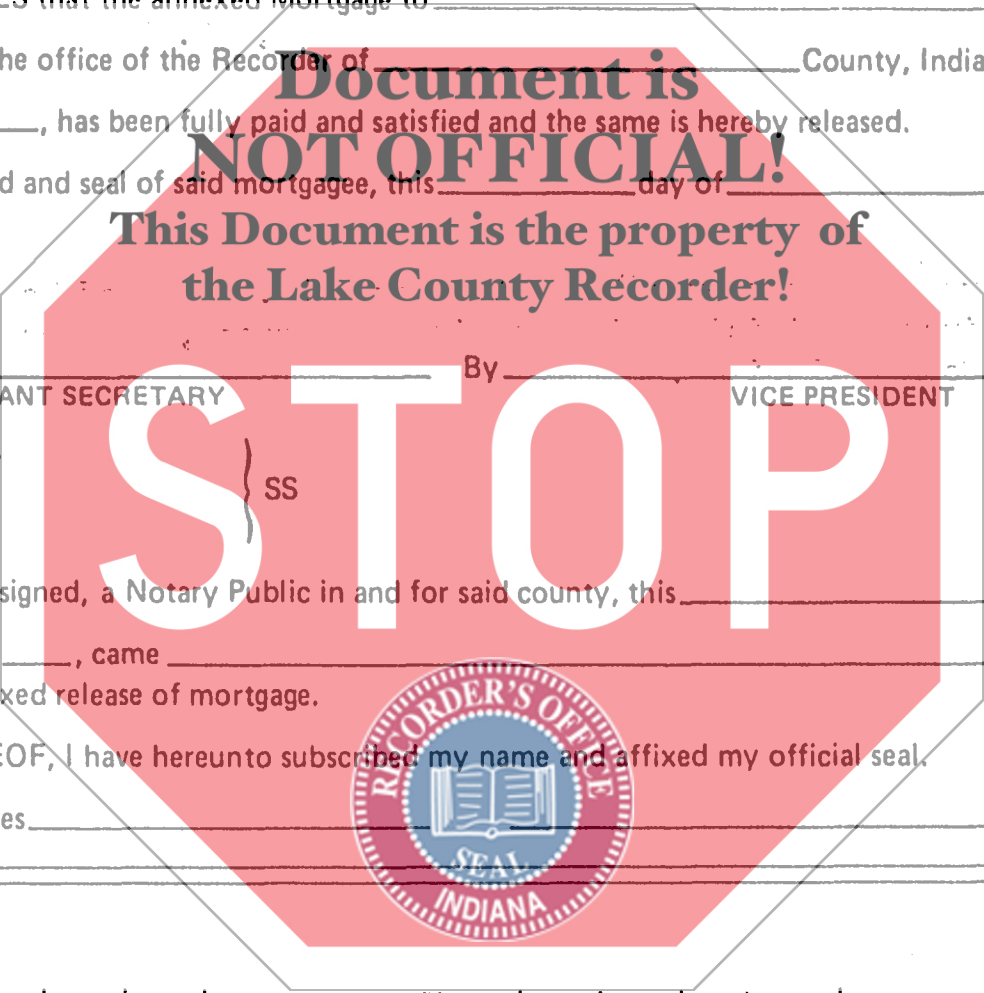 that the annexed Mortgage to
he office of the Recorder of County, India
Document is
, has been fully paid and satisfied and the same is hereby released.
NOT OFFICIAL!
d and seal of said mortgagee, this day of
This Document is the property of
the Lake County Recorder!
By
ANT SECRETARY VICE PRESIDENT
STOP
SS
signed, a Notary Public in and for said county, this
, came
xed release of mortgage.
EOF, I have hereunto subscribed my name and affixed my official seal.
es
RECORDER'S OFFICE
SEAL
INDIANA